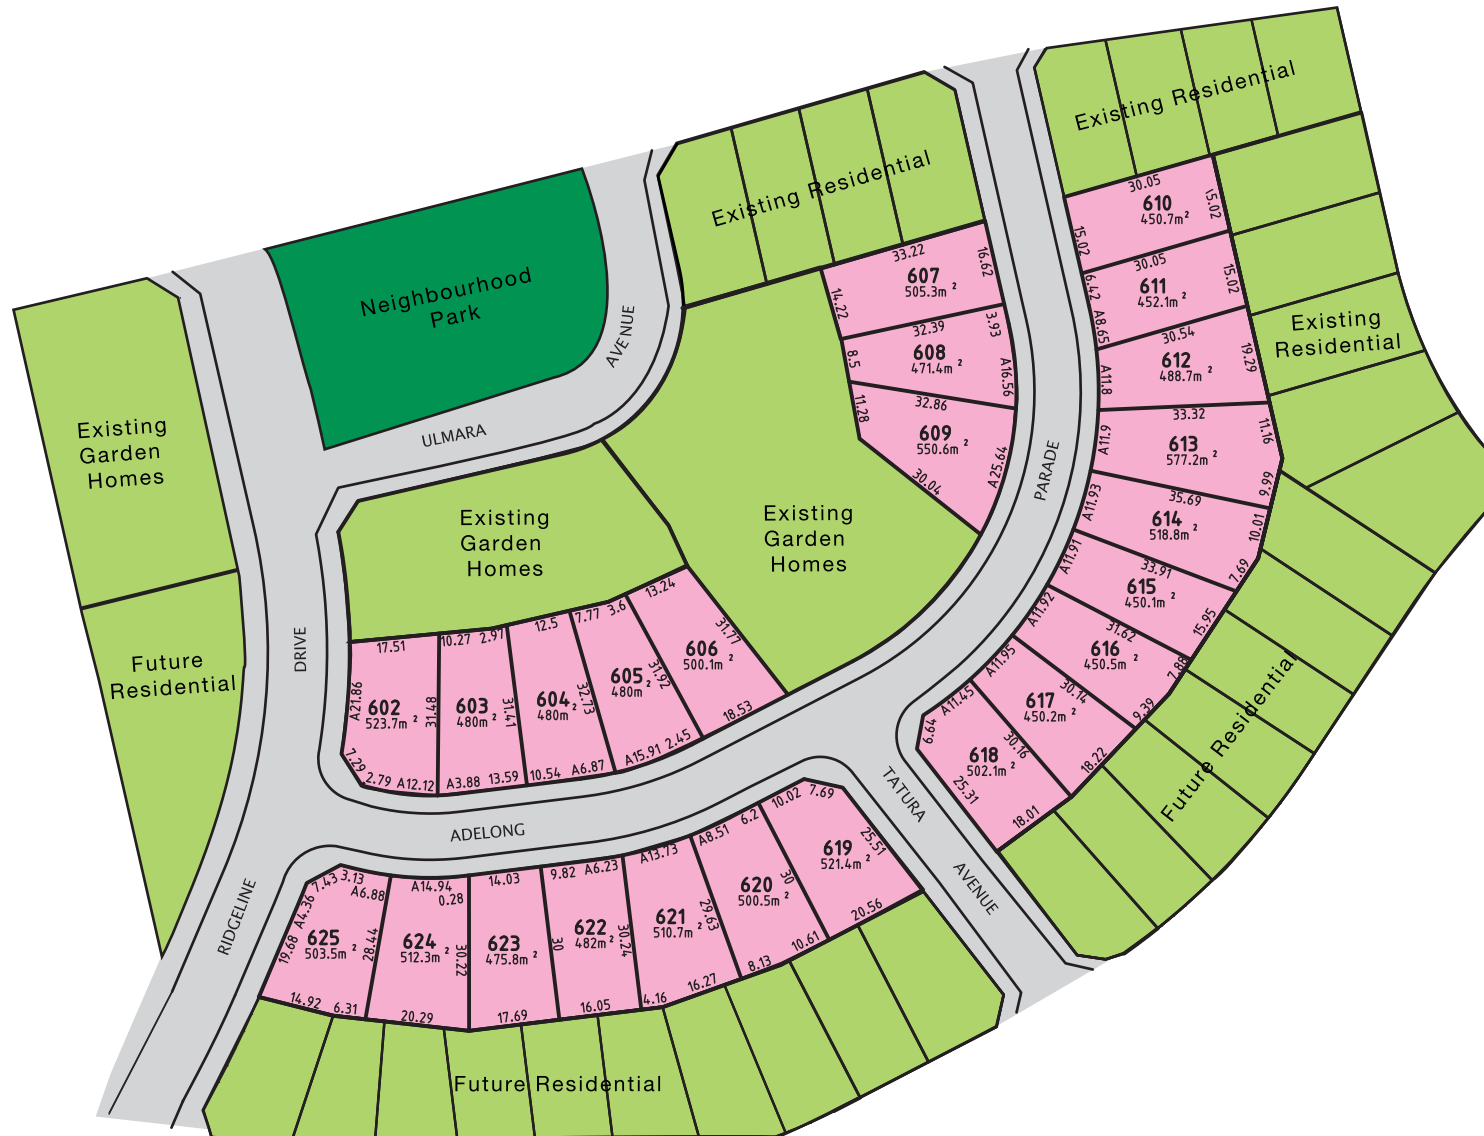 Existing Residential
Existing Residential
30.05
610
450.7m²
15.02
15.02
30.05
611
452.1m²
15.02
6.42
A8.65
30.54
612
488.7m²
19.29
A11.8
33.32
613
577.2m²
11.16
A11.9
9.99
35.69
614
518.8m²
10.01
A11.93
7.69
33.91
615
450.1m²
A11.91
15.95
31.62
616
450.5m²
A11.92
7.88
9.39
30.14
617
450.2m²
A11.95
18.22
30.16
618
502.1m²
A11.45
6.64
25.31
18.01
33.22
607
505.3m²
16.62
14.22
32.39
608
471.4m²
3.93
A16.56
8.5
32.86
609
550.6m²
11.28
A25.64
30.04
Existing
Residential
Neighbourhood
Park
AVENUE
ULMARA
PARADE
Existing
Garden
Homes
Existing
Garden
Homes
Existing
Garden
Homes
Future
Residential
DRIVE
17.51
602
523.7m²
A21.86
31.48
7.29
2.79
A12.12
10.27
2.97
603
480m²
31.41
A3.88
13.59
12.5
604
480m²
32.73
10.54
A6.87
7.77
3.6
605
480m²
31.92
A15.91
2.45
13.24
606
500.1m²
31.77
18.53
ADELONG
TATURA
AVENUE
RIDGELINE
Future Residential
7.43
3.13
A6.88
A4.36
19.68
625
503.5m²
28.44
14.92
6.31
A14.94
0.28
624
512.3m²
30.22
20.29
14.03
623
475.8m²
30
17.69
9.82
A6.23
622
482m²
30.24
16.05
A13.73
621
510.7m²
29.63
4.16
16.27
A8.51
6.2
620
500.5m²
30
8.13
10.61
10.02
7.69
619
521.4m²
25.51
20.56
Future Residential